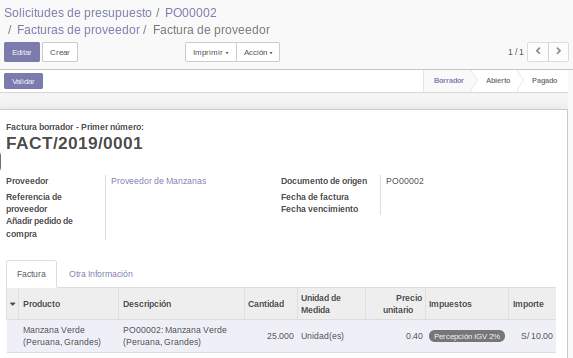 Solicitudes de presupuesto / PO00002
/ Facturas de proveedor / Factura de proveedor
Editar Crear Imprimir Acción 1 / 1
Validar Borrador Abierto Pagado
Factura borrador - Primer número:
FACT/2019/0001
Proveedor Proveedor de Manzanas Documento de origen PO00002
Referencia de proveedor Fecha de factura
Añadir pedido de compra Fecha vencimiento
Factura Otra Información
Producto Descripción Cantidad Unidad de Medida Precio unitario Impuestos Importe
Manzana Verde (Peruana, Grandes) PO00002: Manzana Verde (Peruana, Grandes) 25.000 Unidad(es) 0.40 Percepción IGV 2% S/ 10.00